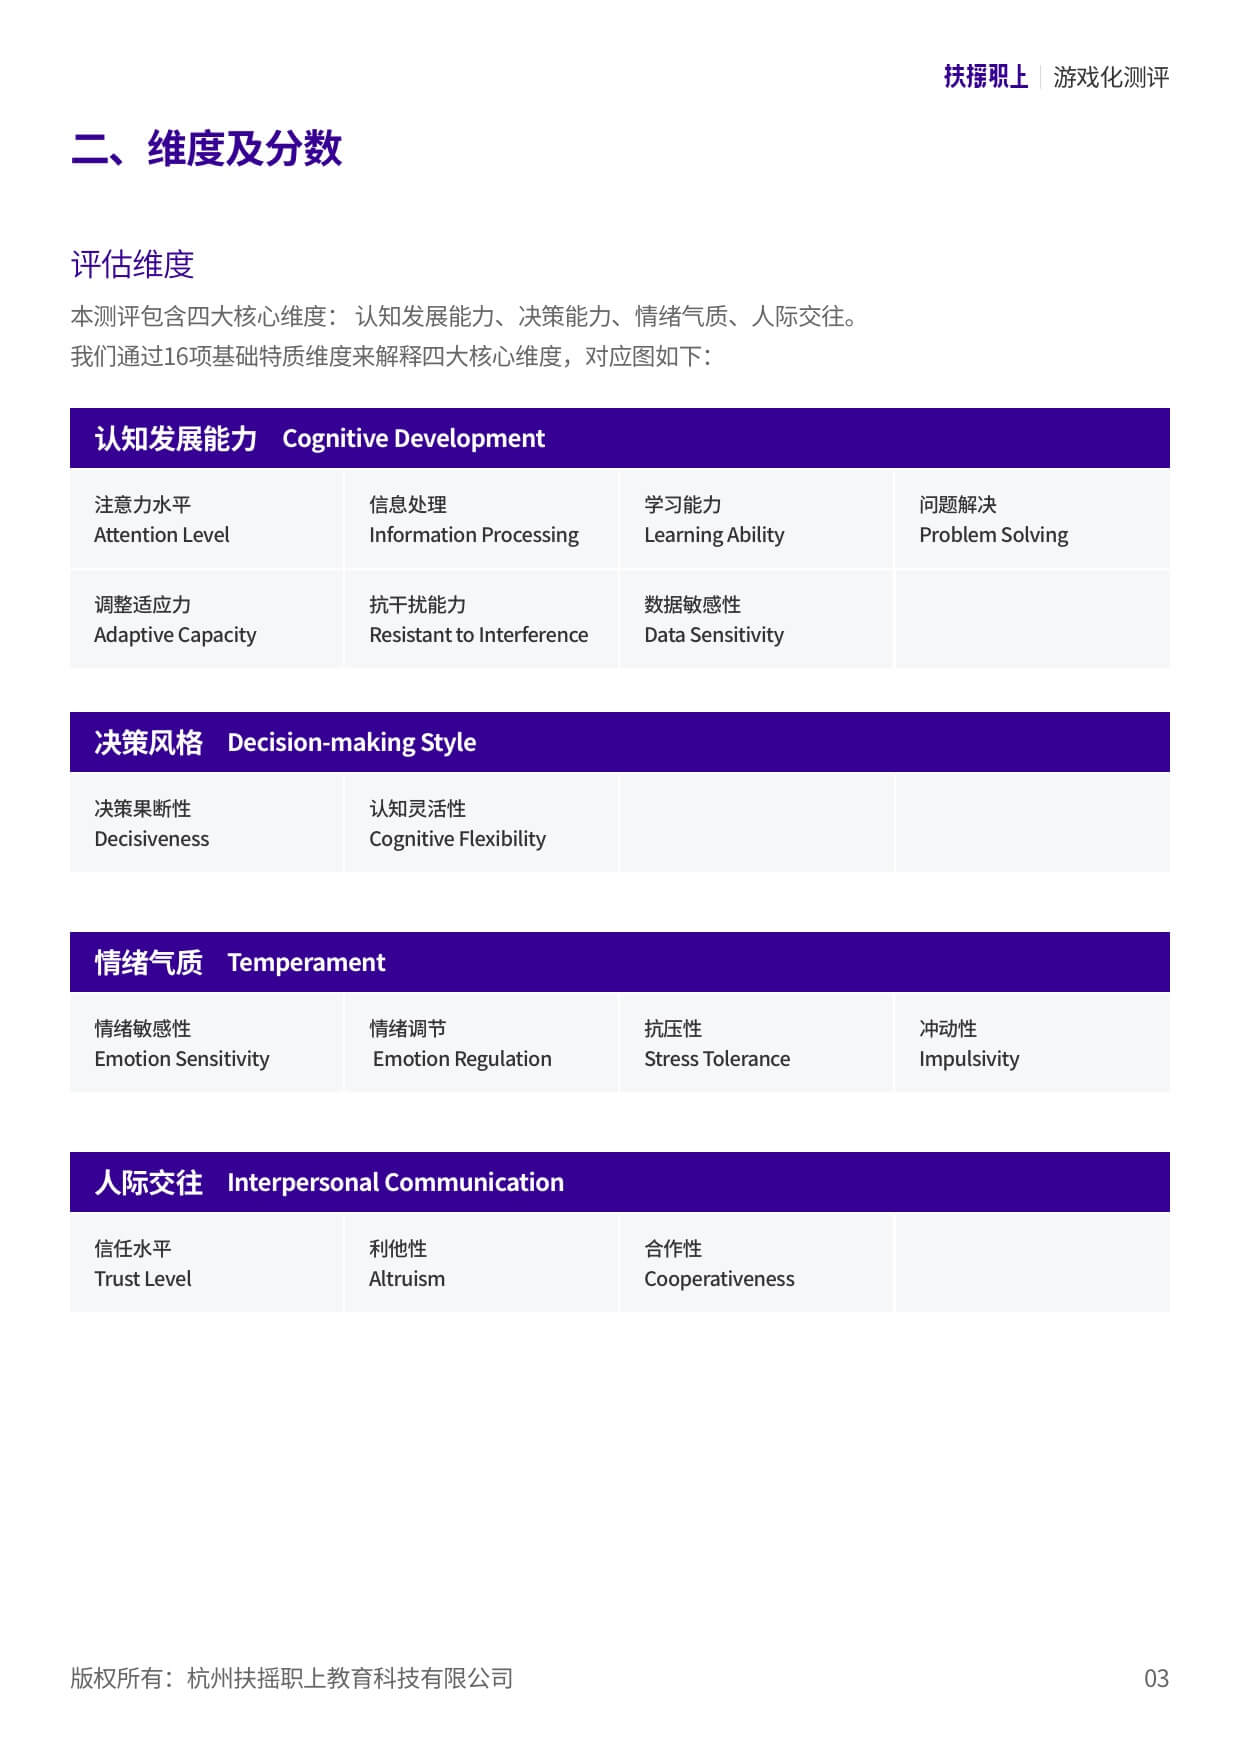 扶摇职上 游戏化测评
二、维度及分数
评估维度
本测评包含四大核心维度： 认知发展能力、决策能力、情绪气质、人际交往。
我们通过16项基础特质维度来解释四大核心维度，对应图如下：
认知发展能力 Cognitive Development
注意力水平 信息处理 学习能力 问题解决
Attention Level Information Processing Learning Ability Problem Solving
调整适应力 抗干扰能力 数据敏感性
Adaptive Capacity Resistant to Interference Data Sensitivity
决策风格 Decision-making Style
决策果断性 认知灵活性
Decisiveness Cognitive Flexibility
情绪气质 Temperament
情绪敏感性 情绪调节 抗压性 冲动性
Emotion Sensitivity Emotion Regulation Stress Tolerance Impulsivity
人际交往 Interpersonal Communication
信任水平 利他性 合作性
Trust Level Altruism Cooperativeness
版权所有：杭州扶摇职上教育科技有限公司 03